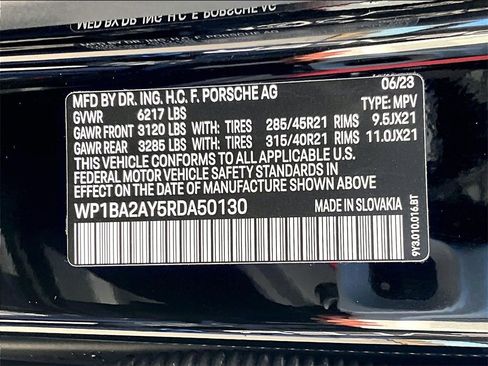 MFD BY DR. ING. H.C. F. PORSCHE AG 06/23
GVWR 6217 LBS TYPE: MPV
GAWR FRONT 3120 LBS WITH: TIRES 285/45R21 RIMS 9.5JX21
GAWR REAR 3285 LBS WITH: TIRES 315/40R21 RIMS 11.0JX21
THIS VEHICLE CONFORMS TO ALL APPLICABLE U.S.
FEDERAL MOTOR VEHICLE SAFETY STANDARDS IN
EFFECT ON THE DATE OF MANUFACTURE SHOWN ABOVE
WP1BA2AY5RDA50130 MADE IN SLOVAKIA
9Y3.010.016.BT